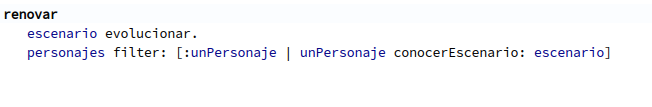 renovar
escenario evolucionar.
personajes filter: [:unPersonaje | unPersonaje conocerEscenario: escenario]